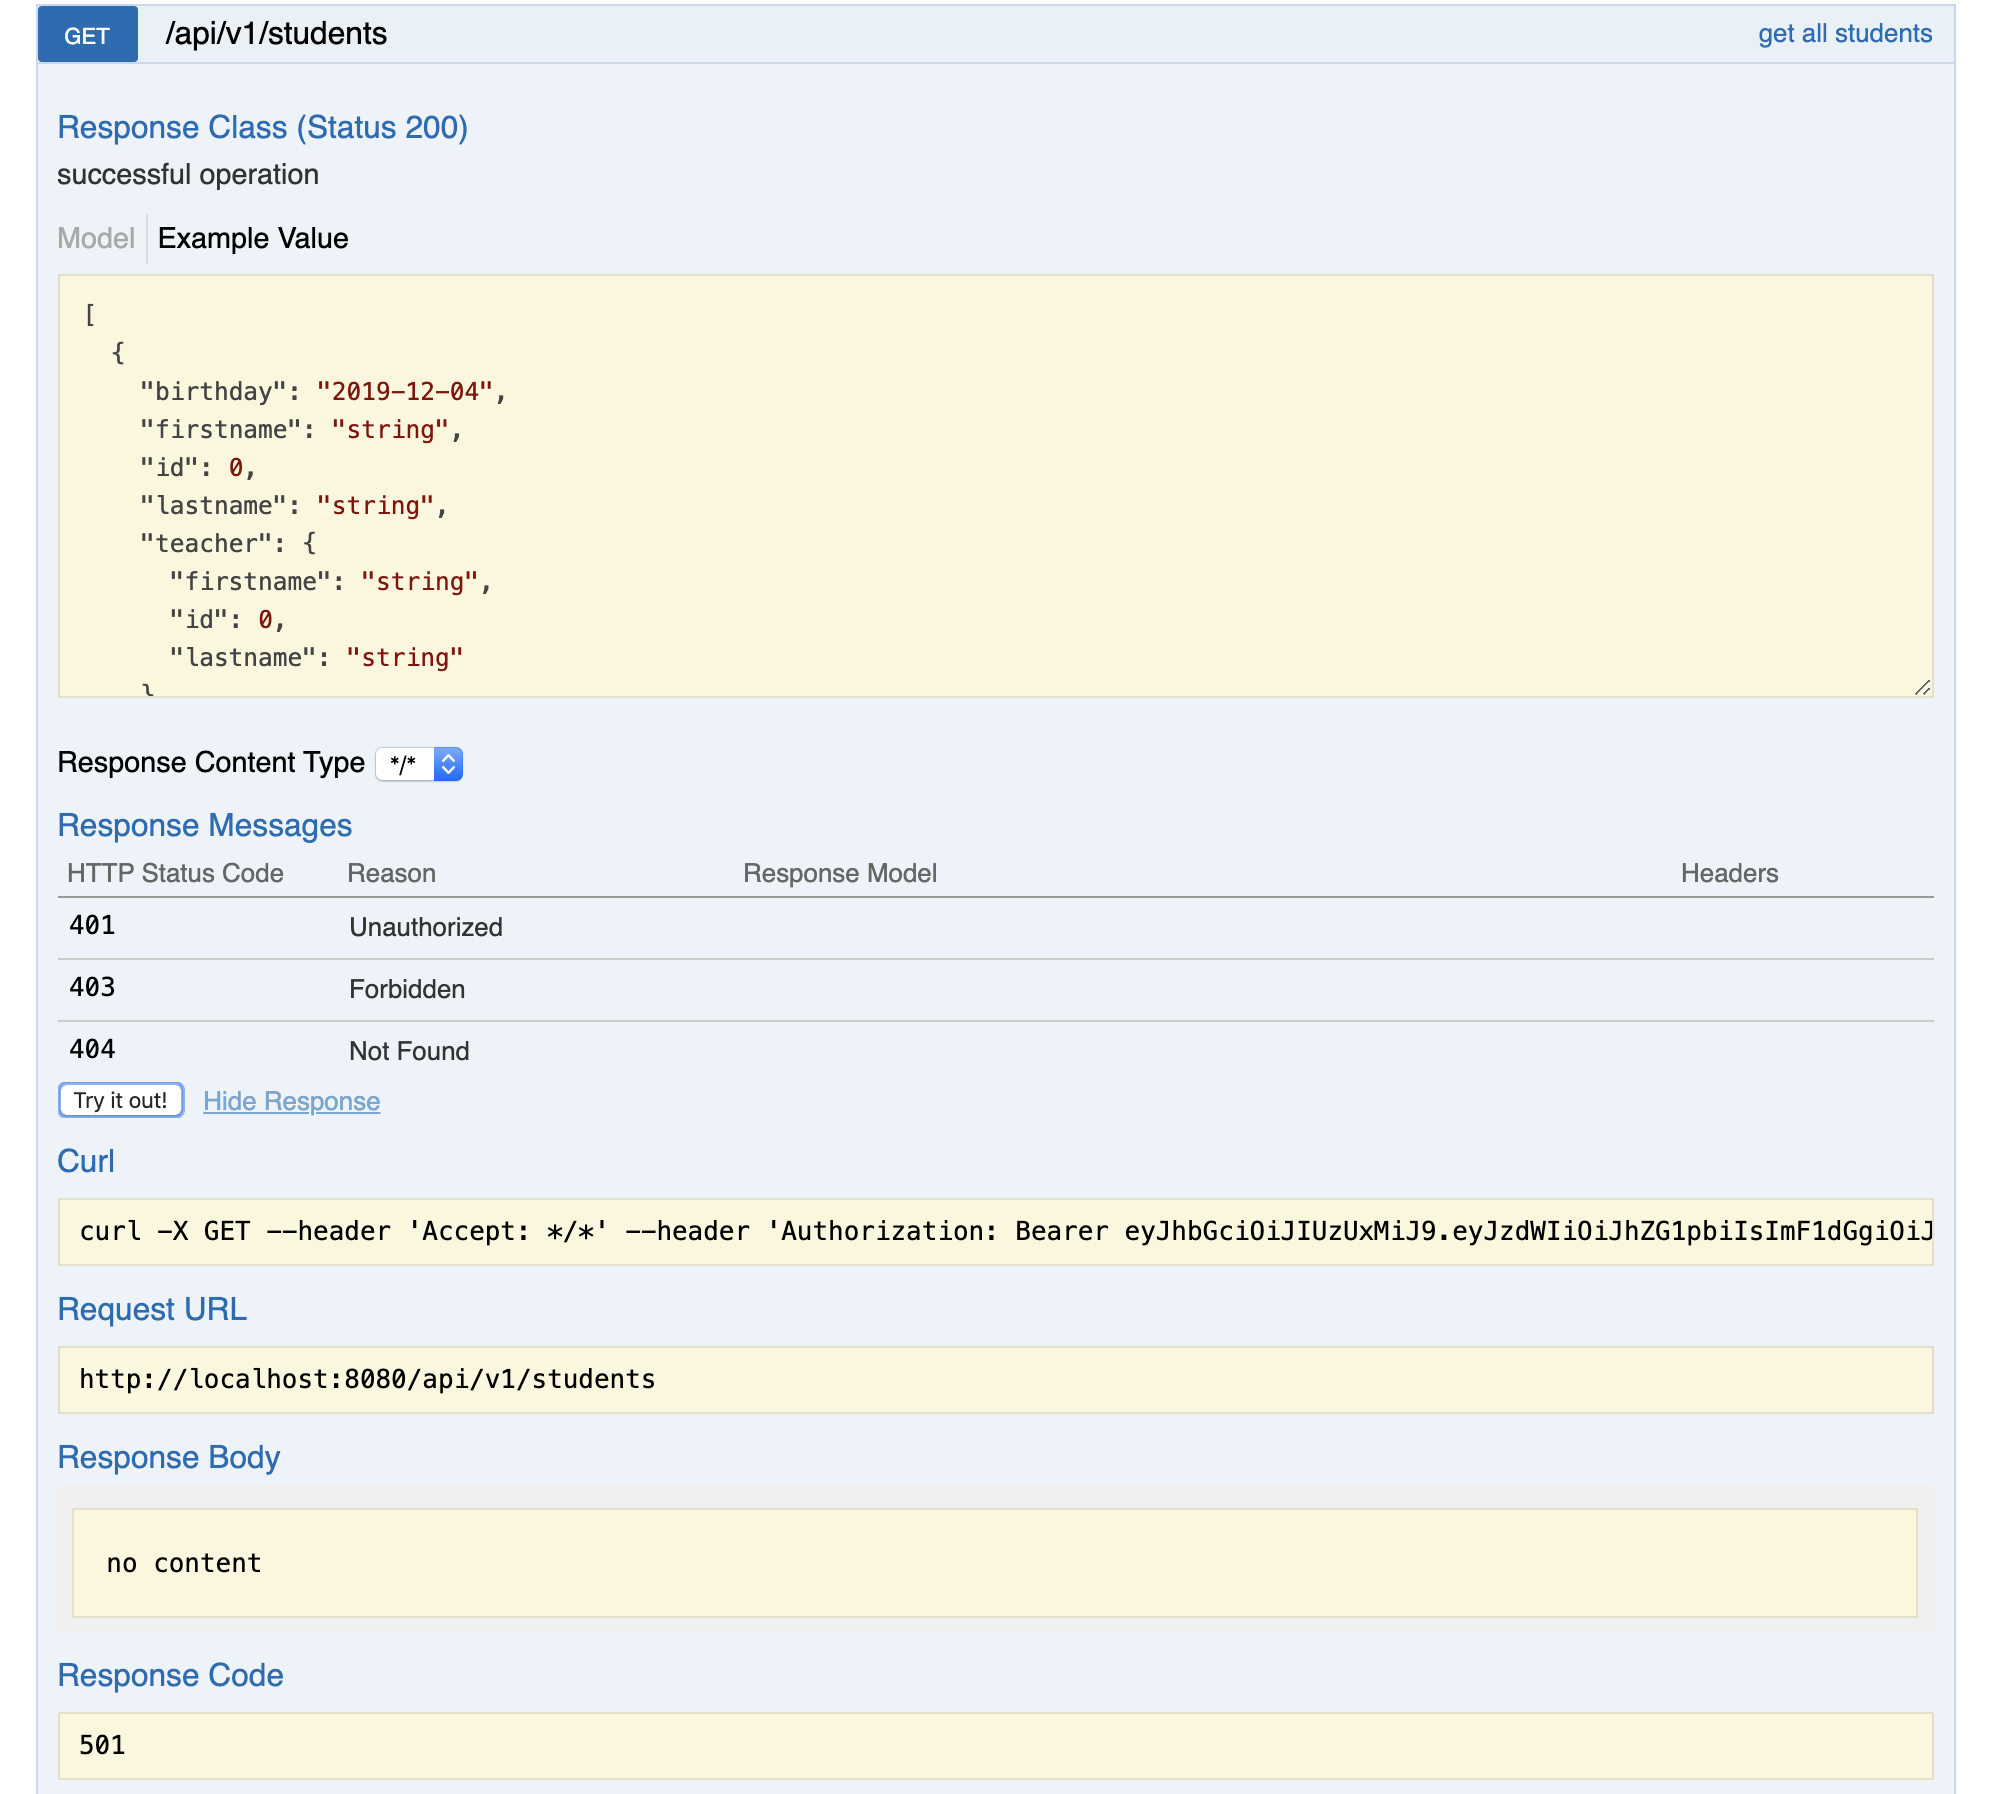 GET /api/v1/students get all students
Response Class (Status 200)
successful operation
Model Example Value
[
{
"birthday": "2019-12-04",
"firstname": "string",
"id": 0,
"lastname": "string",
"teacher": {
"firstname": "string",
"id": 0,
"lastname": "string"
}
Response Content Type */*
Response Messages
HTTP Status Code Reason Response Model Headers
401 Unauthorized
403 Forbidden
404 Not Found
Try it out! Hide Response
Curl
curl -X GET --header 'Accept: */*' --header 'Authorization: Bearer eyJhbGciOiJIUzUxMiJ9.eyJzdWIiOiJhZG1pbiIsImF1dGgiOiJ
Request URL
http://localhost:8080/api/v1/students
Response Body
no content
Response Code
501